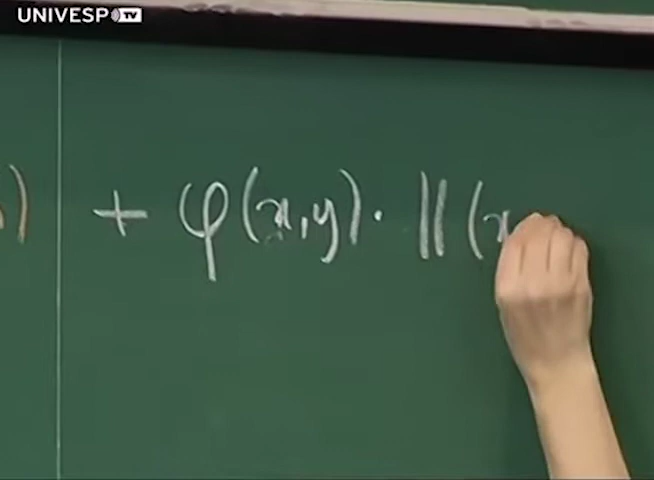 UNIVESP TV
) + φ(x,y) · || (x